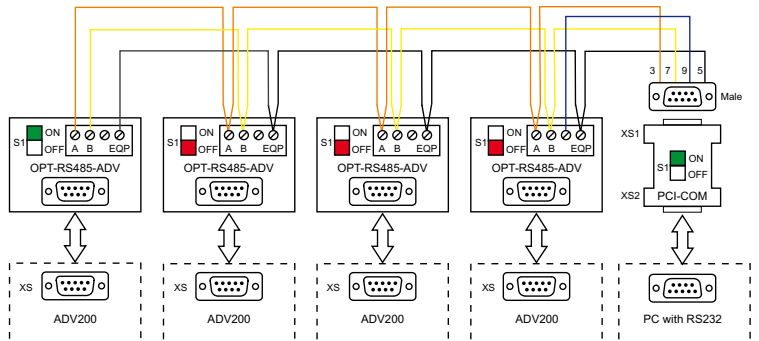 3 7 9 5
Male
S1 ON
OFF
A B EQP
OPT-RS485-ADV
S1 ON
OFF
A B EQP
OPT-RS485-ADV
S1 ON
OFF
A B EQP
OPT-RS485-ADV
S1 ON
OFF
A B EQP
OPT-RS485-ADV
XS1
S1 ON
OFF
XS2 PCI-COM
XS
ADV200
XS
ADV200
XS
ADV200
XS
ADV200
PC with RS232